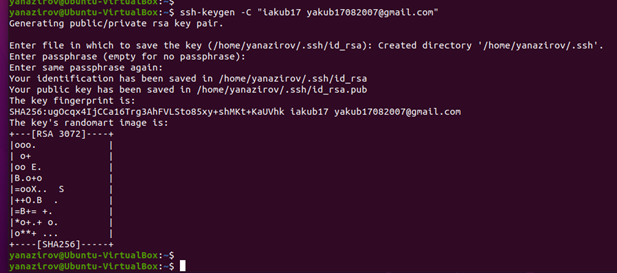 yanazirov@Ubuntu-VirtualBox:~$
yanazirov@Ubuntu-VirtualBox:~$ ssh-keygen -C "iakub17 yakub17082007@gmail.com"
Generating public/private rsa key pair.
Enter file in which to save the key (/home/yanazirov/.ssh/id_rsa): Created directory '/home/yanazirov/.ssh'.
Enter passphrase (empty for no passphrase):
Enter same passphrase again:
Your identification has been saved in /home/yanazirov/.ssh/id_rsa
Your public key has been saved in /home/yanazirov/.ssh/id_rsa.pub
The key fingerprint is:
SHA256:ugOcqx4IjCCa16Trg3AhFVLSto85xy+shMKt+KaUVhk iakub17 yakub17082007@gmail.com
The key's randomart image is:
+---[RSA 3072]----+
|ooo.             |
| o+              |
|oo E.            |
|B.o+o            |
|=ooX..  S        |
|++O.B  .         |
|=B+= +.          |
|*o+.+ o.         |
|o**+ ...         |
+----[SHA256]-----+
yanazirov@Ubuntu-VirtualBox:~$
yanazirov@Ubuntu-VirtualBox:~$